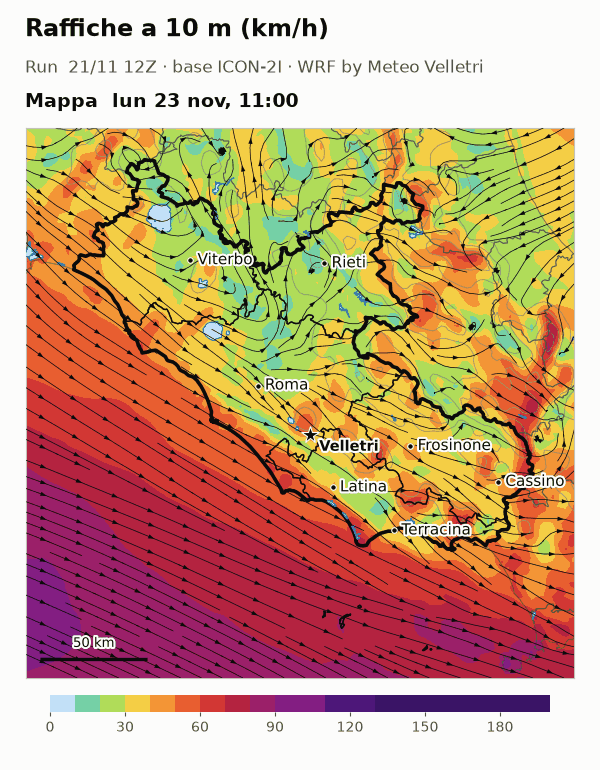 Raffiche a 10 m (km/h)
Run 21/11 12Z · base ICON-2I · WRF by Meteo Velletri
Mappa lun 23 nov, 11:00
Viterbo
Rieti
Roma
Velletri
Frosinone
Cassino
Latina
Terracina
50 km
0 30 60 90 120 150 180